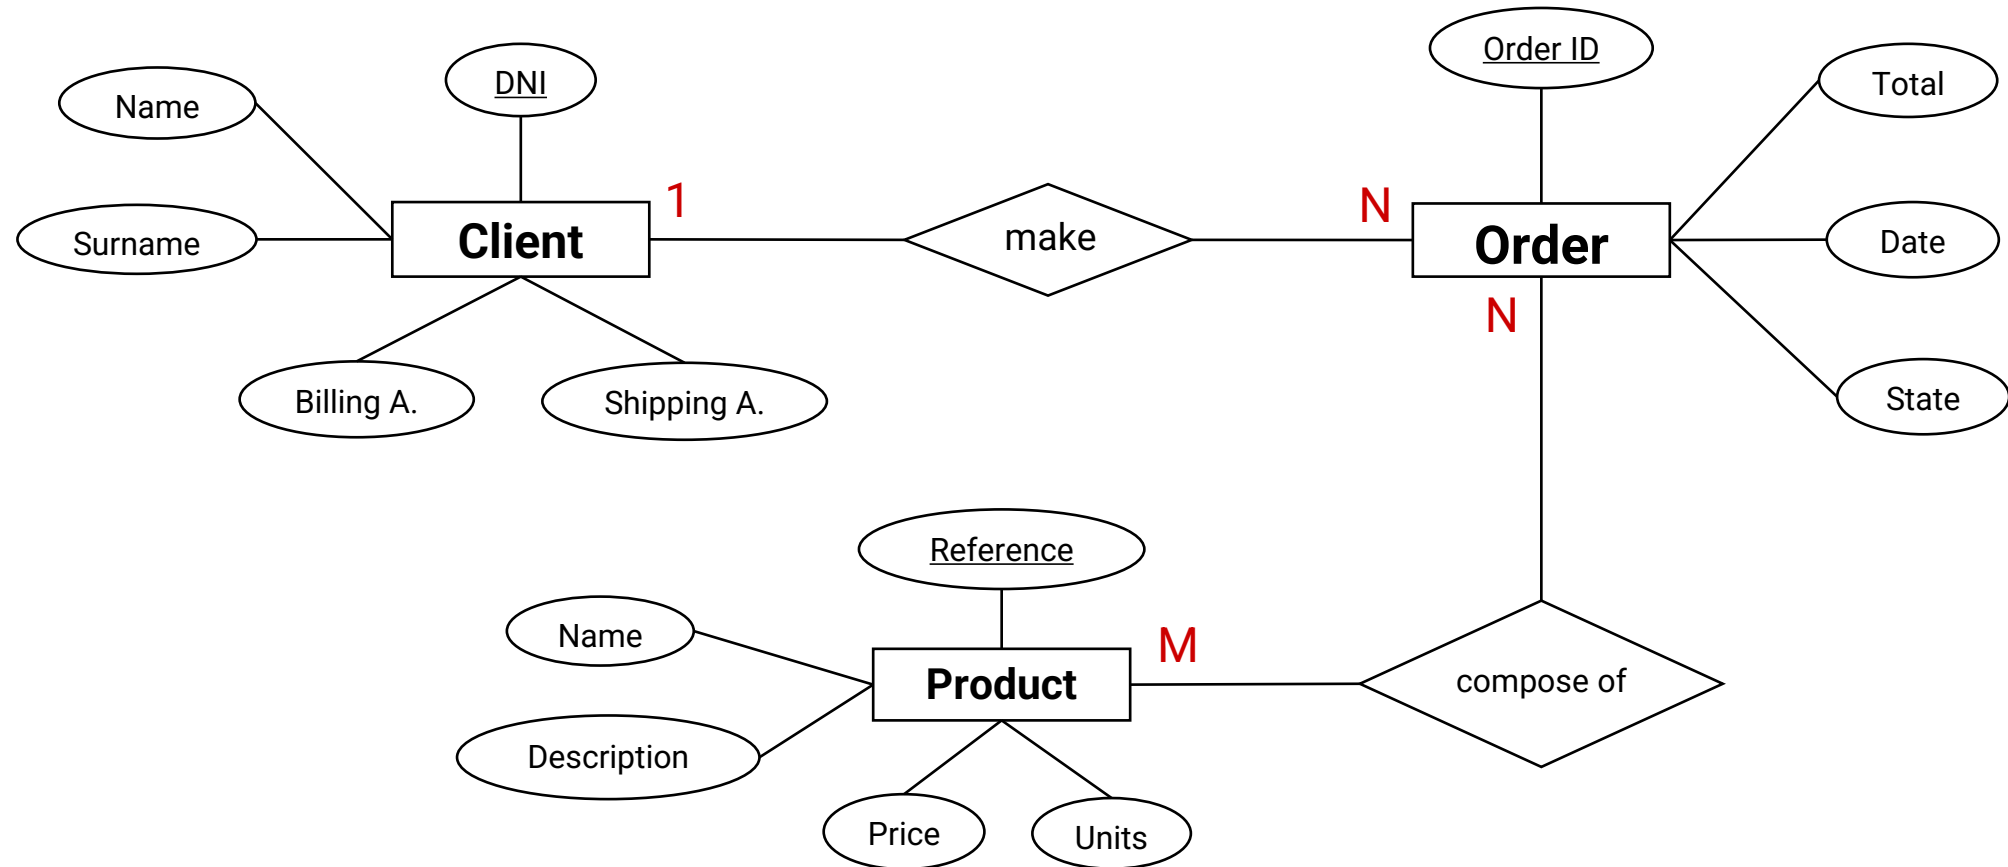 Order ID
DNI
Total
Name
1
N
Client
make
Order
Surname
Date
N
Billing A.
Shipping A.
State
Reference
Name
M
Product
compose of
Description
Price
Units